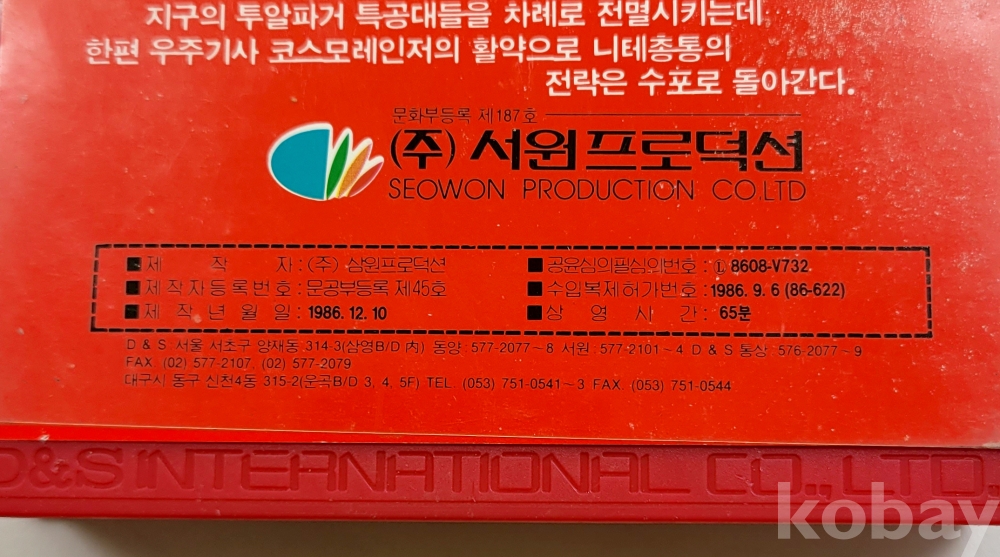 지구의 투알파거 특공대들을 차례로 전멸시키는데
한편 우주기사 코스모레인저의 활약으로 니테총통의
전략은 수포로 돌아간다.
문화부등록 제187호
(주) 서원프로덕션
SEOWON PRODUCTION CO.LTD
■제 작 자 : (주) 삼원프로덕션
■제작자등록번호 : 문공부등록 제45호
■제 작 년 월 일 : 1986. 12. 10
■공윤심의필심의번호 : ① 8608-V732
■수입복제허가번호 : 1986. 9. 6 (86-622)
■상 영 시 간 : 65분
D & S 서울 서초구 양재동 314-3(삼영B/D 内) 동양 : 577-2077~8 서원 : 577-2101~4 D & S 통상 : 576-2077~9
FAX (02) 577-2107, (02) 577-2079
대구시 동구 신천4동 315-2(운곡B/D 3, 4, 5F) TEL. (053) 751-0541~3 FAX (053) 751-0544
D&S INTERNATIONAL CO., LTD.
kobay